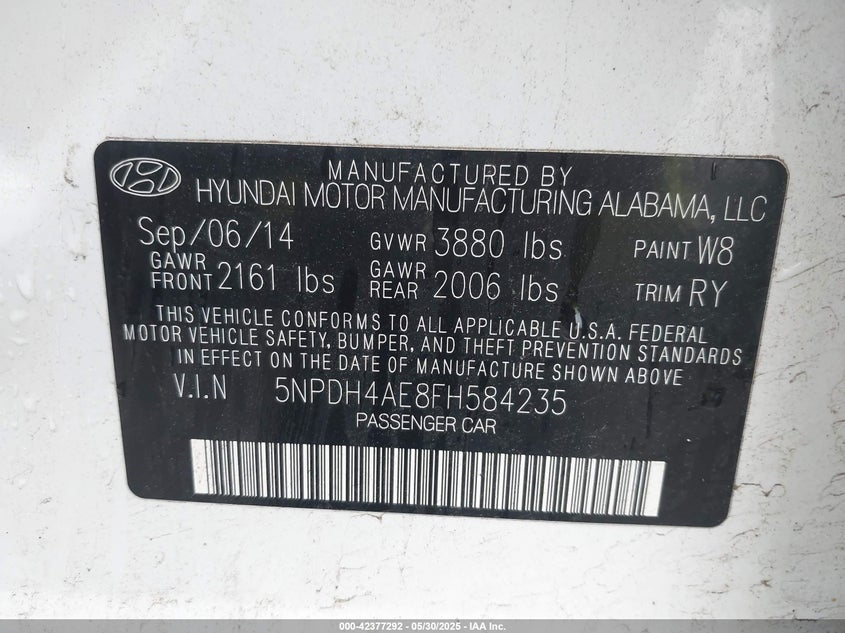 MANUFACTURED BY
HYUNDAI MOTOR MANUFACTURING ALABAMA, LLC
Sep/06/14 GVWR 3880 lbs PAINT W8
GAWR FRONT 2161 lbs GAWR REAR 2006 lbs TRIM RY
THIS VEHICLE CONFORMS TO ALL APPLICABLE U.S.A. FEDERAL
MOTOR VEHICLE SAFETY, BUMPER, AND THEFT PREVENTION STANDARDS
IN EFFECT ON THE DATE OF MANUFACTURE SHOWN ABOVE.
V.I.N 5NPDH4AE8FH584235
PASSENGER CAR
000-42377292 - 05/30/2025 - IAA Inc.